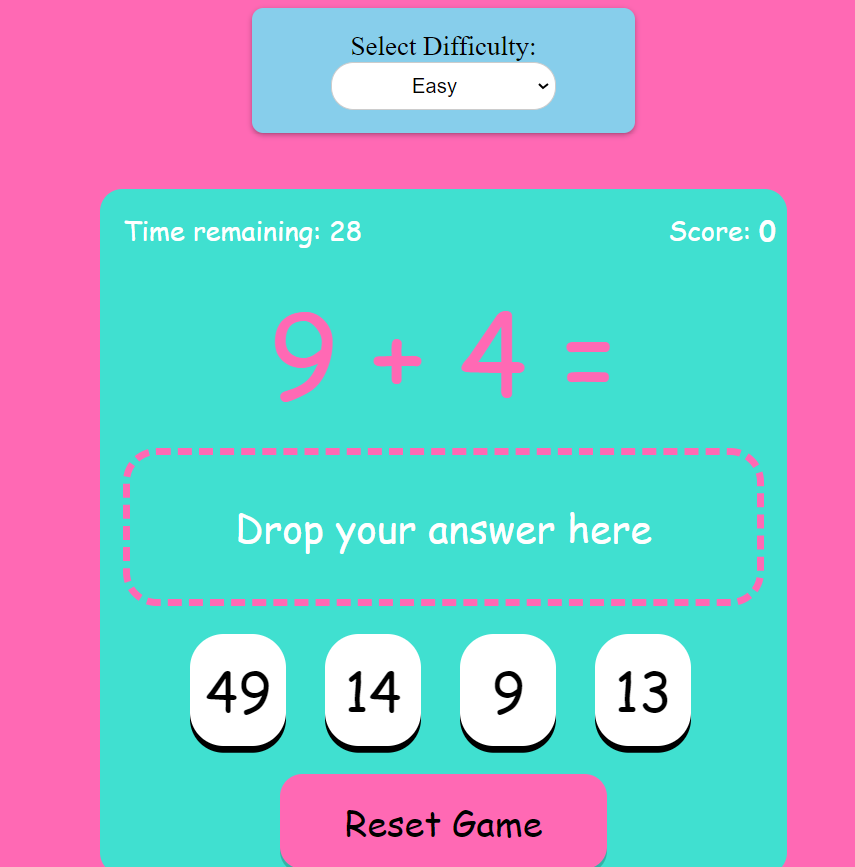 Select Difficulty:
Easy
Time remaining: 28 Score: 0
9 + 4 =
Drop your answer here
49 14 9 13
Reset Game